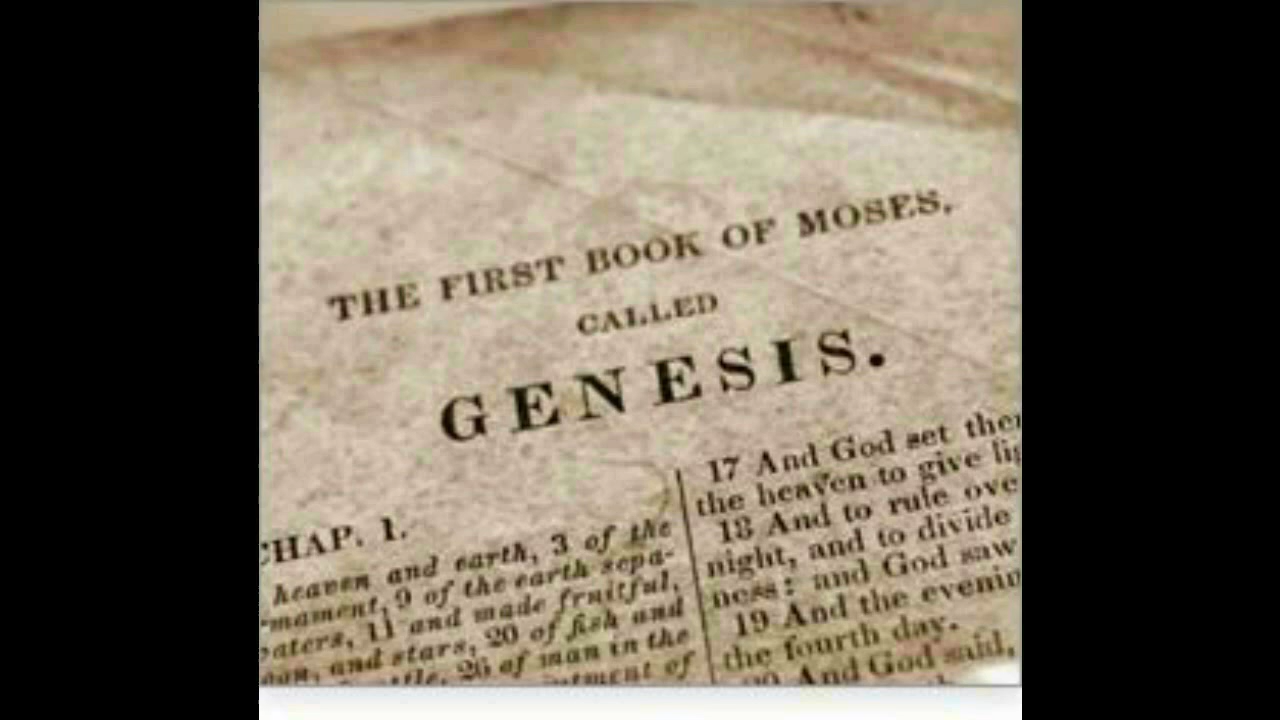 THE FIRST BOOK OF MOSES,
CALLED
GENESIS.
HAP. 1.
heaven and earth, 3 of the
mament, 9 of the earth sepa-
aters, 11 and made fruitful,
and stars, 20 of fish and
26 of man in the
of
17 And God set the
the heaven to give
18 And to rule ove
night, and to divide
ness: and God saw
19 And the evenin
the fourth day.
And God said,